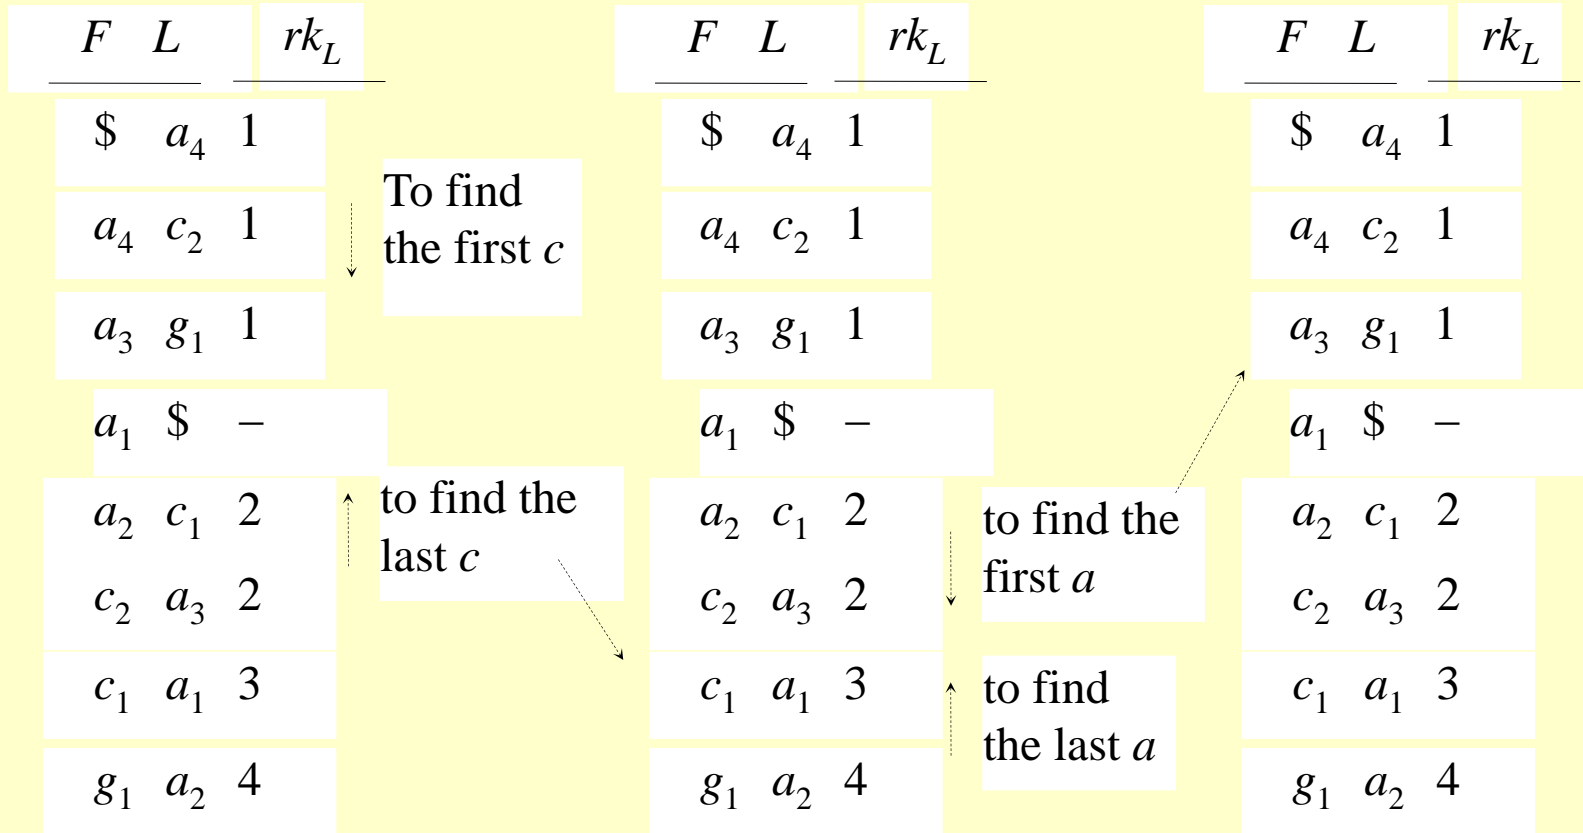 F L rk_L
$ a_4 1
a_4 c_2 1
a_3 g_1 1
a_1 $ –
a_2 c_1 2
c_2 a_3 2
c_1 a_1 3
g_1 a_2 4
To find
the first c
to find the
last c
F L rk_L
$ a_4 1
a_4 c_2 1
a_3 g_1 1
a_1 $ –
a_2 c_1 2
c_2 a_3 2
c_1 a_1 3
g_1 a_2 4
to find the
first a
to find
the last a
F L rk_L
$ a_4 1
a_4 c_2 1
a_3 g_1 1
a_1 $ –
a_2 c_1 2
c_2 a_3 2
c_1 a_1 3
g_1 a_2 4